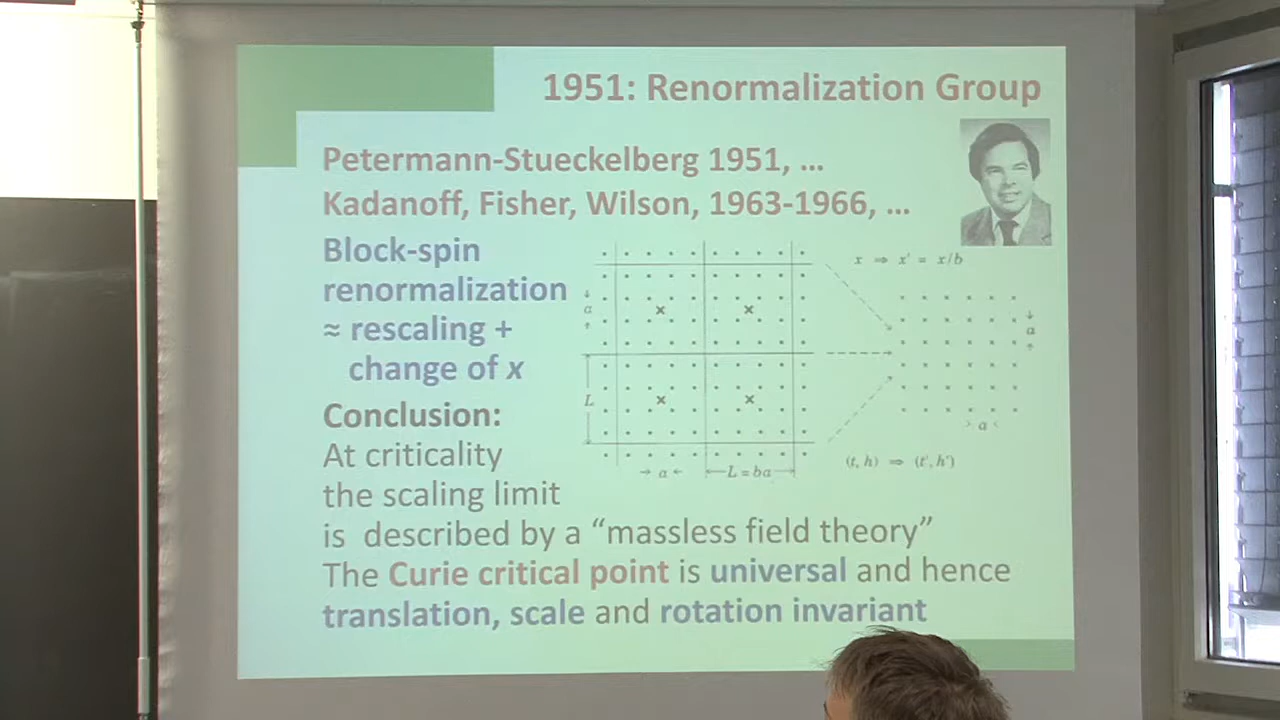 1951: Renormalization Group
Petermann-Stueckelberg 1951, …
Kadanoff, Fisher, Wilson, 1963-1966, …
Block-spin
renormalization
≈ rescaling +
change of x
x ⇒ x' = x/b
a
a
L
a
→ a ←
L = ba
(t, h) ⇒ (t', h')
Conclusion:
At criticality
the scaling limit
is described by a “massless field theory”
The Curie critical point is universal and hence
translation, scale and rotation invariant